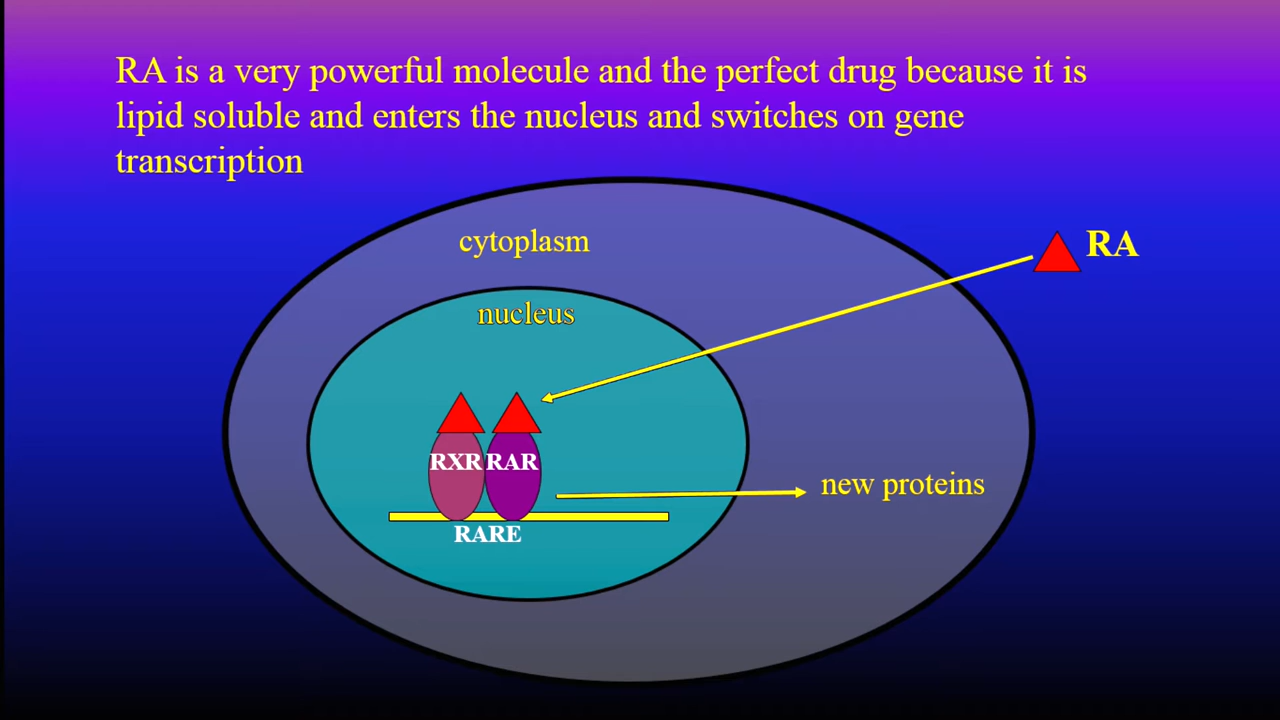 RA is a very powerful molecule and the perfect drug because it is
lipid soluble and enters the nucleus and switches on gene
transcription
cytoplasm
RA
nucleus
RXR RAR
new proteins
RARE